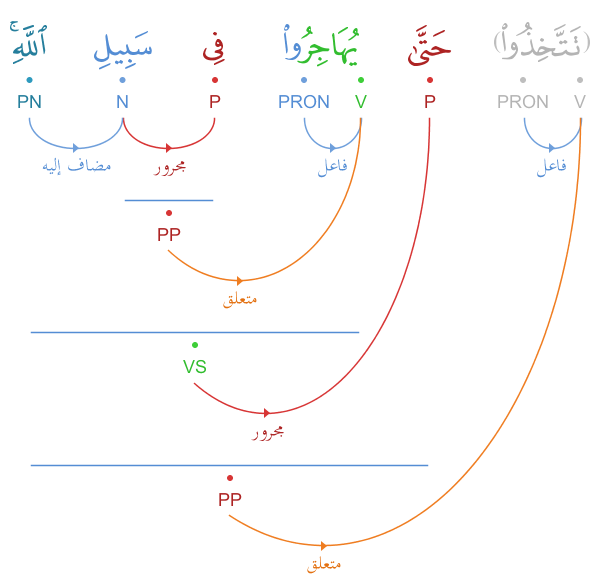 (تَتَّخِذُوا۟) حَتَّىٰ يُهَاجِرُوا۟ فِى سَبِيلِ ٱللَّهِ ۚ
PN N P PRON V P PRON V
مضاف إليه مجرور فاعل فاعل
PP
متعلق
VS
مجرور
PP
متعلق